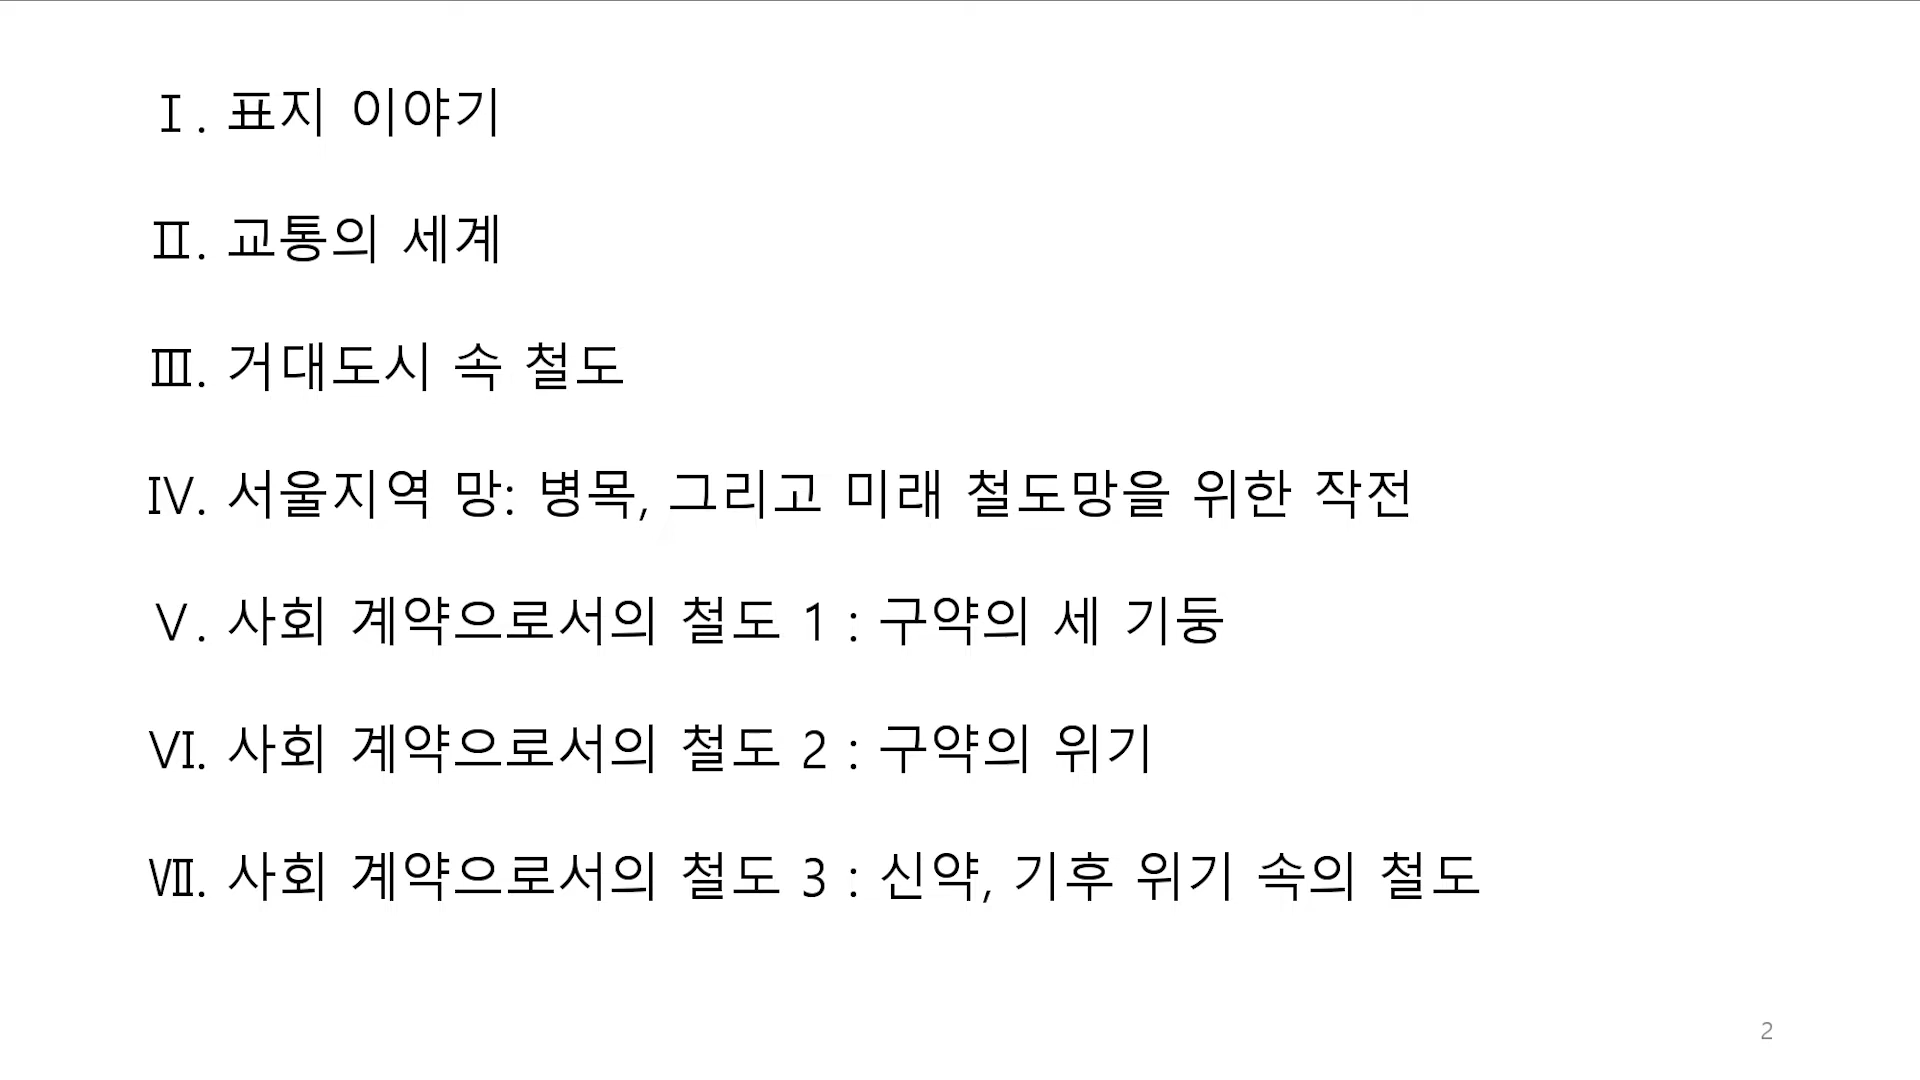 Ⅰ. 표지 이야기
Ⅱ. 교통의 세계
Ⅲ. 거대도시 속 철도
Ⅳ. 서울지역 망: 병목, 그리고 미래 철도망을 위한 작전
Ⅴ. 사회 계약으로서의 철도 1 : 구약의 세 기둥
Ⅵ. 사회 계약으로서의 철도 2 : 구약의 위기
Ⅶ. 사회 계약으로서의 철도 3 : 신약, 기후 위기 속의 철도
2